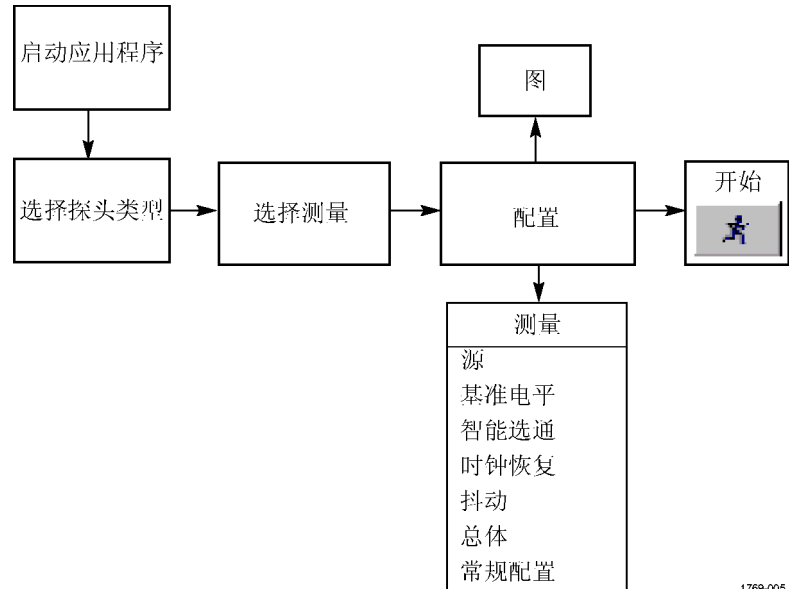 启动应用程序
图
选择探头类型
选择测量
配置
开始
测量
源
基准电平
智能选通
时钟恢复
抖动
总体
常规配置
1769-005